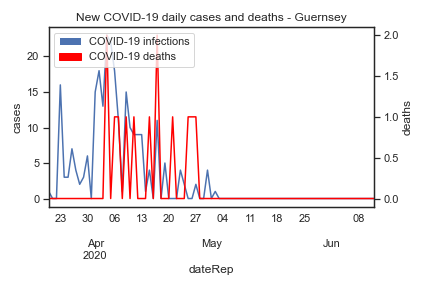 New COVID-19 daily cases and deaths - Guernsey
COVID-19 infections
COVID-19 deaths
20
15
10
5
0
cases
2.0
1.5
1.0
0.5
0.0
deaths
23 30 06 13 20 27 04 11 18 25 08
Apr May Jun
2020
dateRep